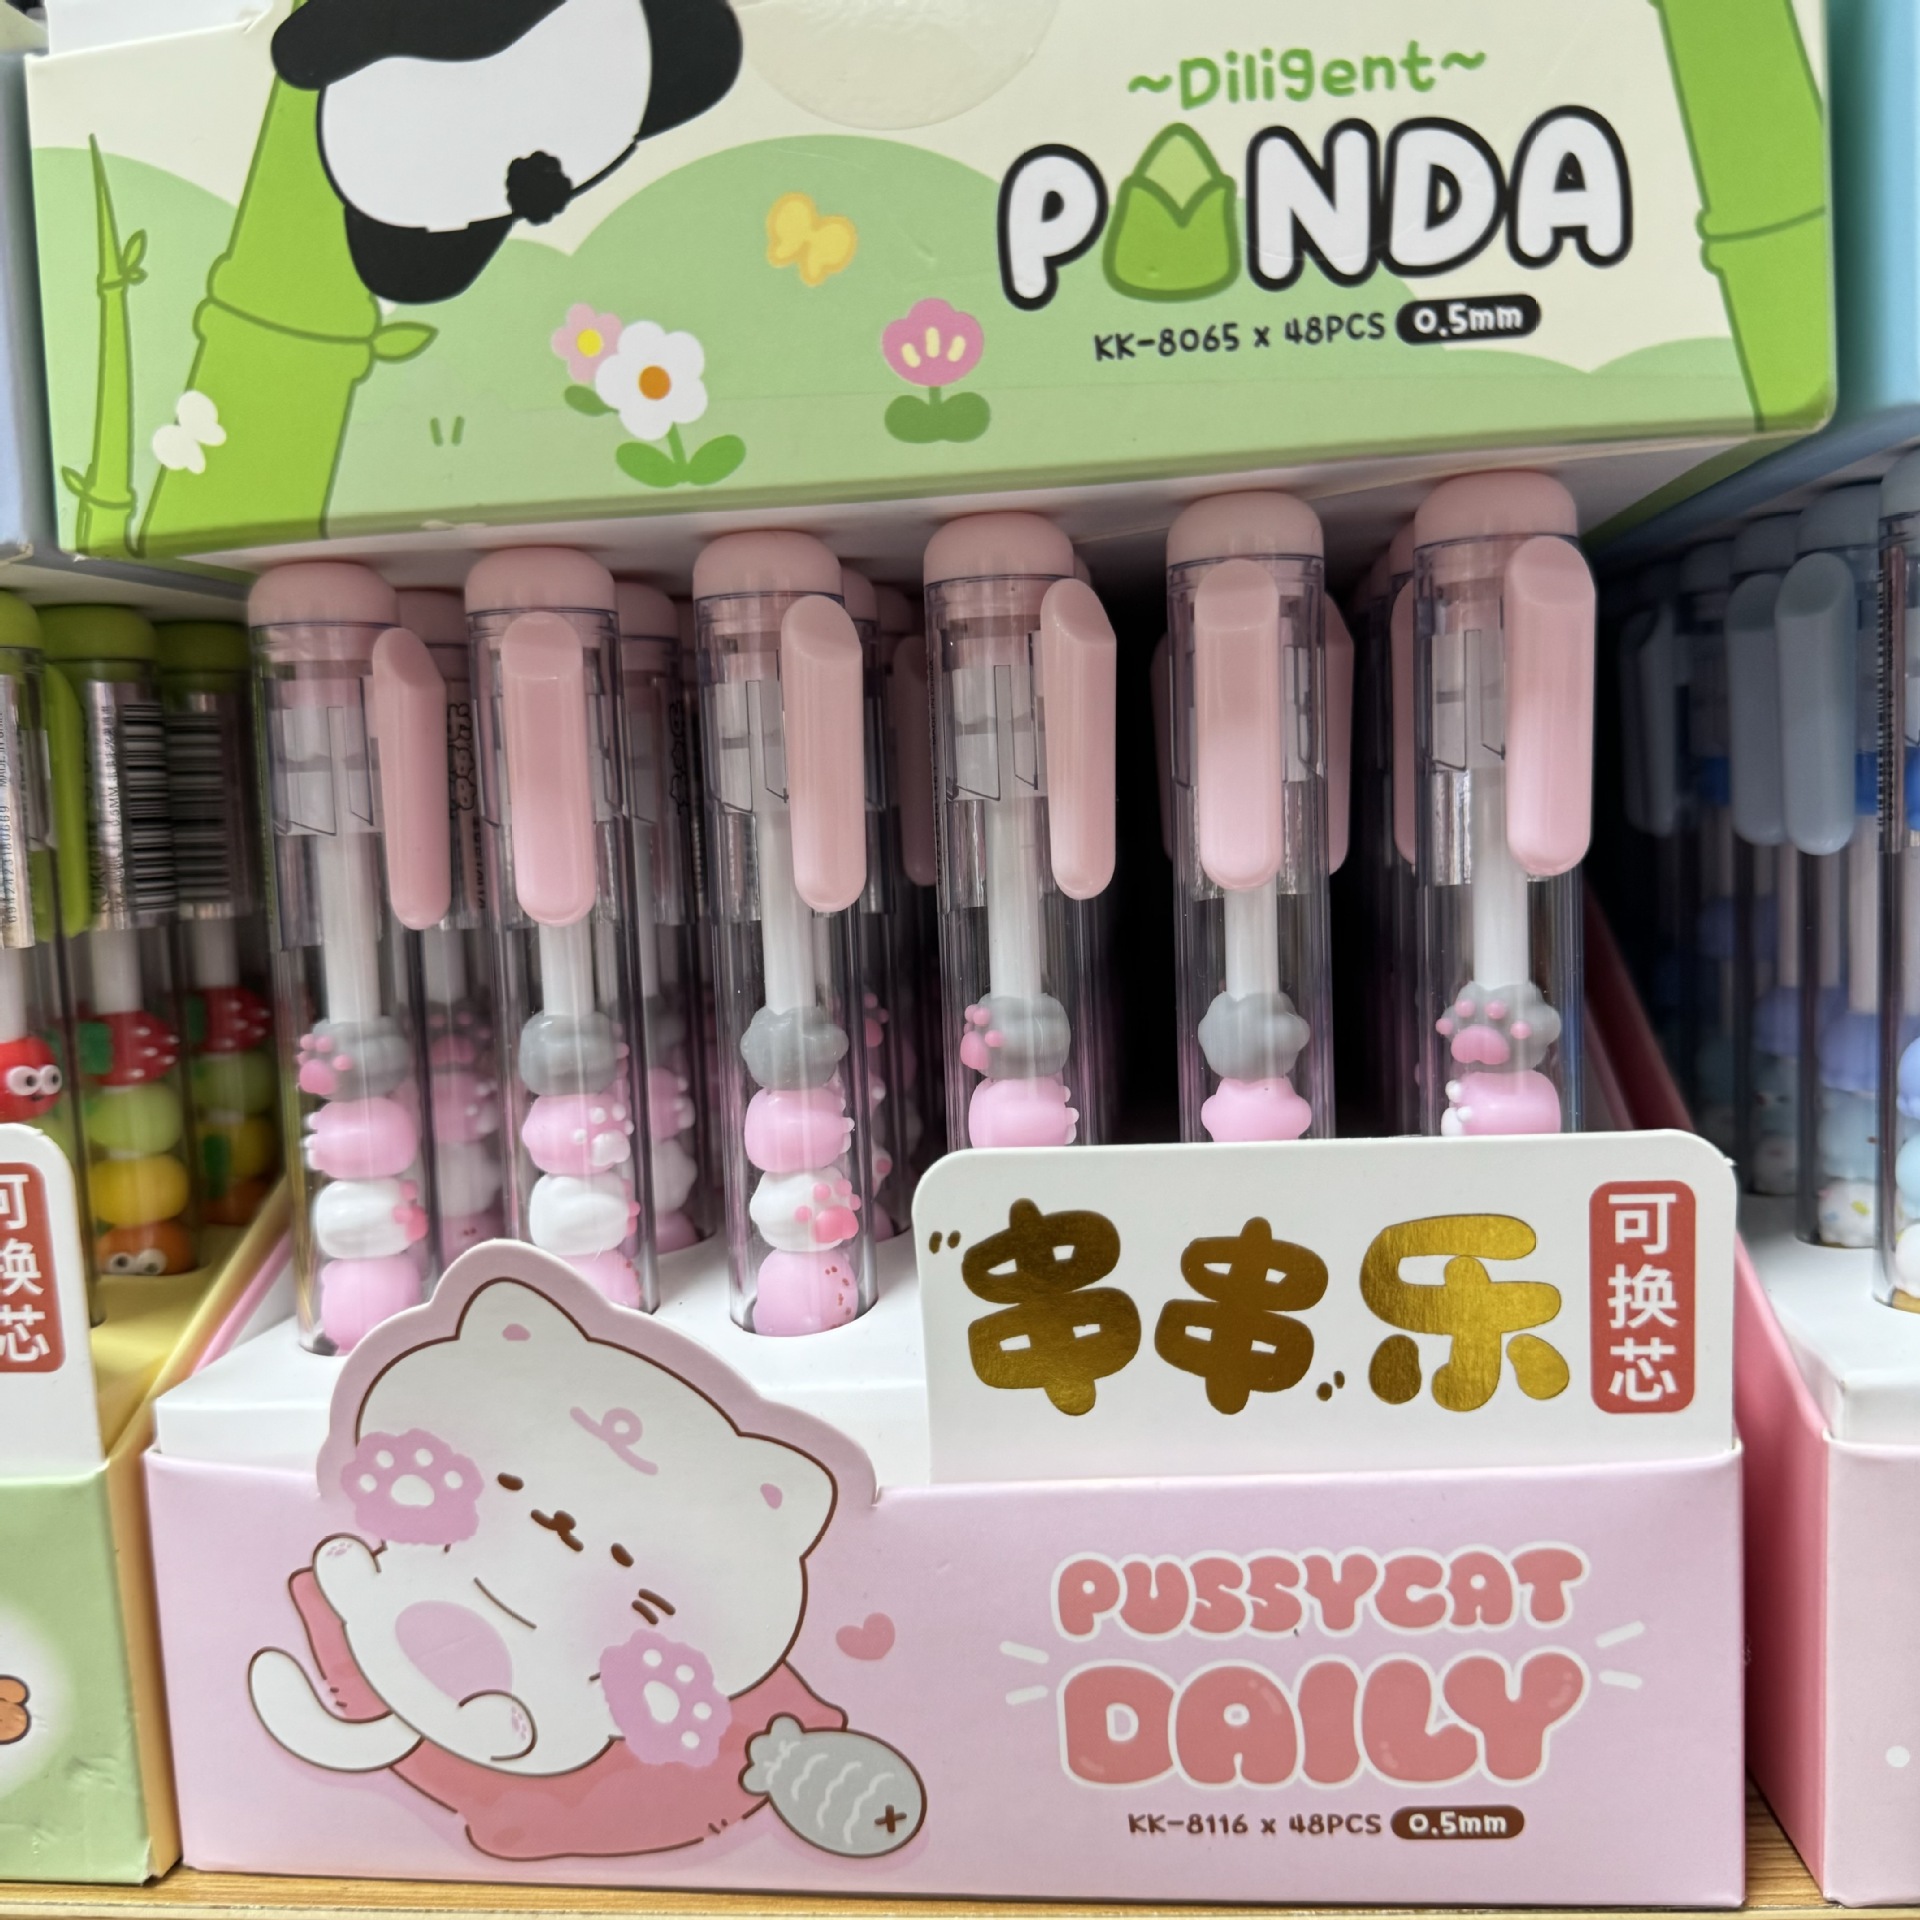 ~Diligent~
PANDA
KK-8065 x 48PCS 0.5mm
串串乐
可换芯
可换芯
PUSSYCAT
DAILY
KK-8116 x 48PCS 0.5mm